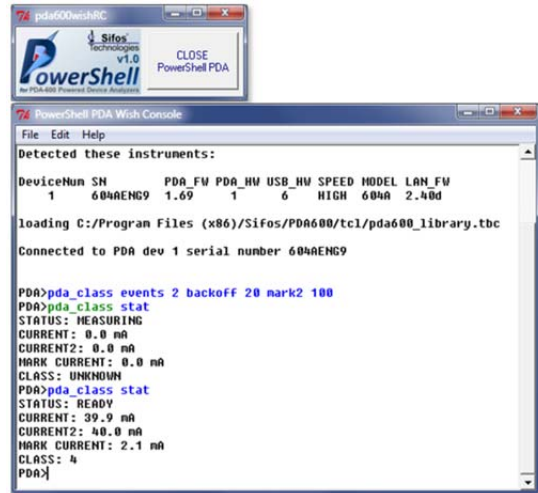 pda600wishRC
Sifos
Technologies
v1.0
PowerShell
for PDA-600 Powered Device Analyzers
CLOSE
PowerShell PDA
PowerShell PDA Wish Console
File Edit Help
Detected these instruments:
DeviceNum SN PDA_FW PDA_HW USB_HW SPEED MODEL LAN_FW
1 604AENG9 1.69 1 6 HIGH 604A 2.40d
loading C:/Program Files (x86)/Sifos/PDA600/tcl/pda600_library.tbc
Connected to PDA dev 1 serial number 604AENG9
PDA>pda_class events 2 backoff 20 mark2 100
PDA>pda_class stat
STATUS: MEASURING
CURRENT: 0.0 mA
CURRENT2: 0.0 mA
MARK CURRENT: 0.0 mA
CLASS: UNKNOWN
PDA>pda_class stat
STATUS: READY
CURRENT: 39.9 mA
CURRENT2: 40.0 mA
MARK CURRENT: 2.1 mA
CLASS: 4
PDA>